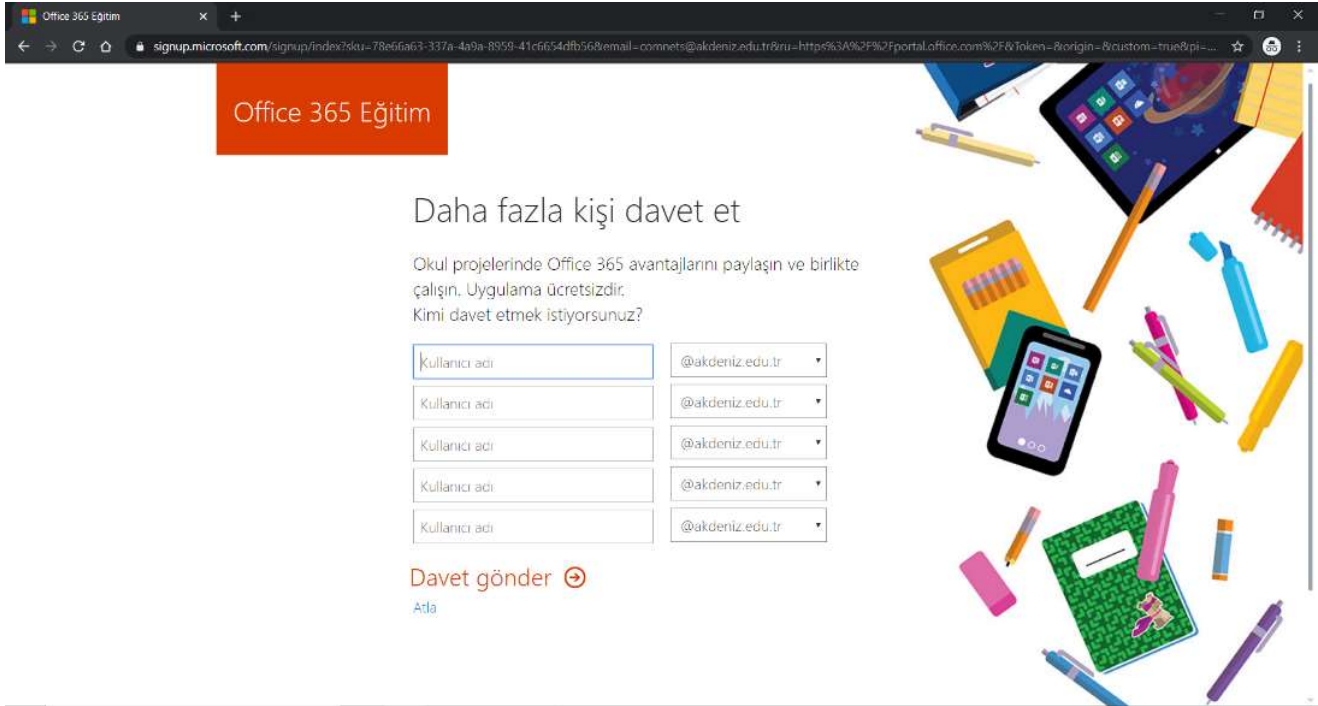 Office 365 Eğitim
signup.microsoft.com/signup/index?sku=78e66a63-337a-4a9a-8959-41c6654dfb56&email=comnets@akdeniz.edu.tr&ru=https%3A%2F%2Fportal.office.com%2F&Token=&origin=&custom=true&pi=...
Office 365 Eğitim
Daha fazla kişi davet et
Okul projelerinde Office 365 avantajlarını paylaşın ve birlikte
çalışın. Uygulama ücretsizdir.
Kimi davet etmek istiyorsunuz?
Kullanıcı adı @akdeniz.edu.tr
Kullanıcı adı @akdeniz.edu.tr
Kullanıcı adı @akdeniz.edu.tr
Kullanıcı adı @akdeniz.edu.tr
Kullanıcı adı @akdeniz.edu.tr
Davet gönder
Atla